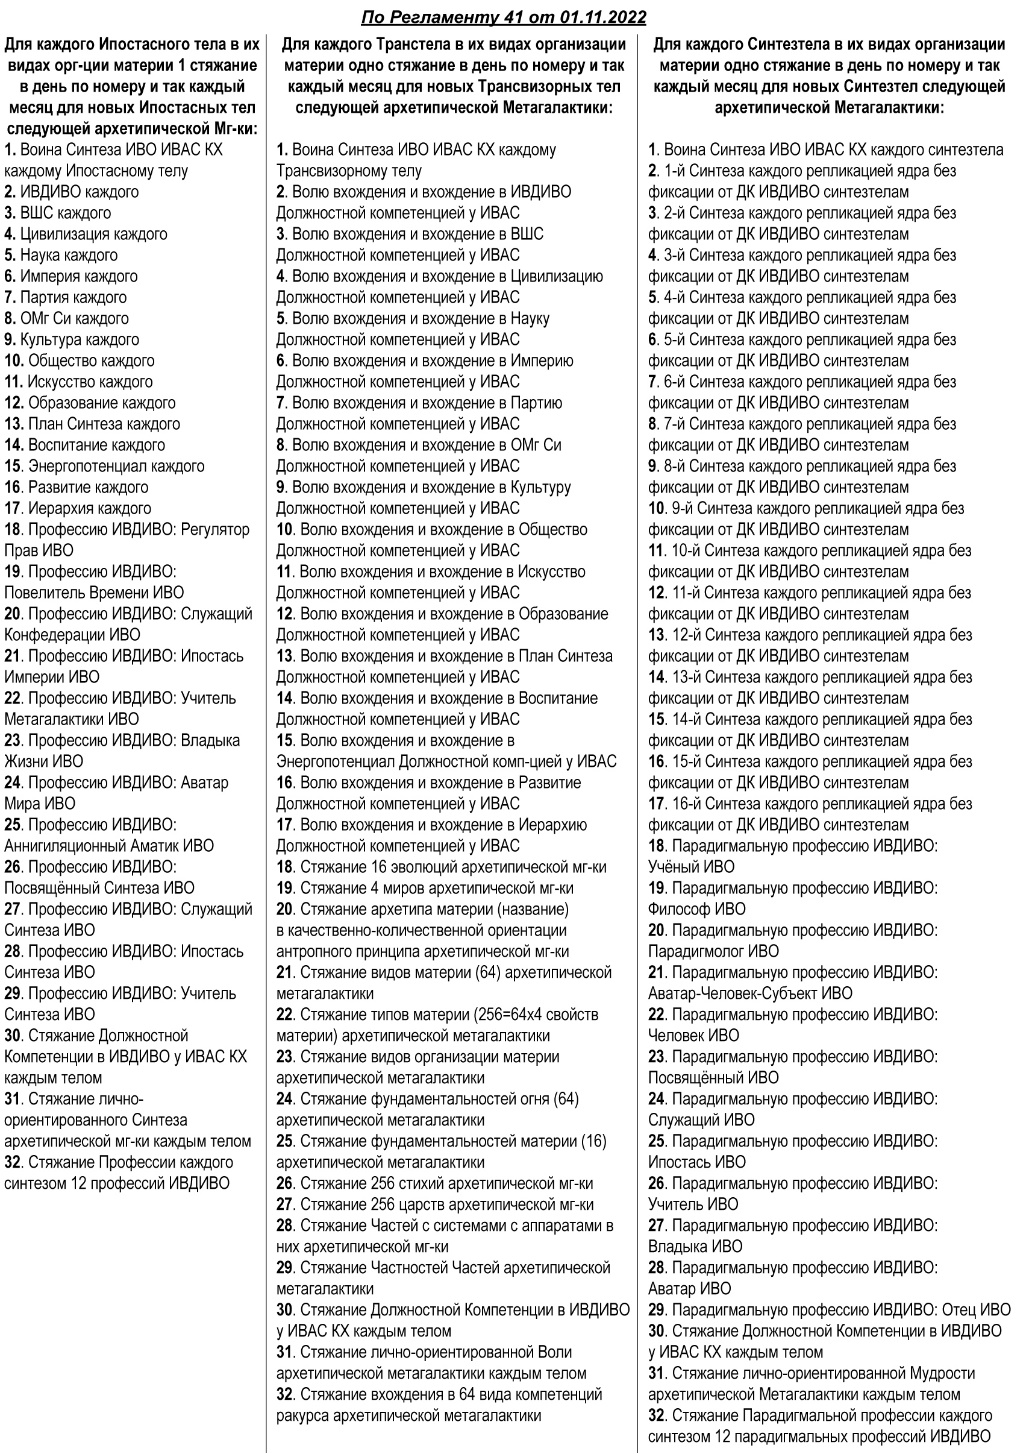 По Регламенту 41 от 01.11.2022
Для каждого Ипостасного тела в их
видах орг-ции материи 1 стяжание
в день по номеру и так каждый
месяц для новых Ипостасных тел
следующей архетипической Мг-ки:
1. Воина Синтеза ИВО ИВАС КХ
каждому Ипостасному телу
2. ИВДИВО каждого
3. ВШС каждого
4. Цивилизация каждого
5. Наука каждого
6. Империя каждого
7. Партия каждого
8. ОМг Си каждого
9. Культура каждого
10. Общество каждого
11. Искусство каждого
12. Образование каждого
13. План Синтеза каждого
14. Воспитание каждого
15. Энергопотенциал каждого
16. Развитие каждого
17. Иерархия каждого
18. Профессию ИВДИВО: Регулятор
Прав ИВО
19. Профессию ИВДИВО:
Повелитель Времени ИВО
20. Профессию ИВДИВО: Служащий
Конфедерации ИВО
21. Профессию ИВДИВО: Ипостась
Империи ИВО
22. Профессию ИВДИВО: Учитель
Метагалактики ИВО
23. Профессию ИВДИВО: Владыка
Жизни ИВО
24. Профессию ИВДИВО: Аватар
Мира ИВО
25. Профессию ИВДИВО:
Аннигиляционный Аматик ИВО
26. Профессию ИВДИВО:
Посвящённый Синтеза ИВО
27. Профессию ИВДИВО: Служащий
Синтеза ИВО
28. Профессию ИВДИВО: Ипостась
Синтеза ИВО
29. Профессию ИВДИВО: Учитель
Синтеза ИВО
30. Стяжание Должностной
Компетенции в ИВДИВО у ИВАС КХ
каждым телом
31. Стяжание лично-
ориентированного Синтеза
архетипической мг-ки каждым телом
32. Стяжание Профессии каждого
синтезом 12 профессий ИВДИВО
Для каждого Транстела в их видах организации
материи одно стяжание в день по номеру и так
каждый месяц для новых Трансвизорных тел
следующей архетипической Метагалактики:
1. Воина Синтеза ИВО ИВАС КХ каждому
Трансвизорному телу
2. Волю вхождения и вхождение в ИВДИВО
Должностной компетенцией у ИВАС
3. Волю вхождения и вхождение в ВШС
Должностной компетенцией у ИВАС
4. Волю вхождения и вхождение в Цивилизацию
Должностной компетенцией у ИВАС
5. Волю вхождения и вхождение в Науку
Должностной компетенцией у ИВАС
6. Волю вхождения и вхождение в Империю
Должностной компетенцией у ИВАС
7. Волю вхождения и вхождение в Партию
Должностной компетенцией у ИВАС
8. Волю вхождения и вхождение в ОМг Си
Должностной компетенцией у ИВАС
9. Волю вхождения и вхождение в Культуру
Должностной компетенцией у ИВАС
10. Волю вхождения и вхождение в Общество
Должностной компетенцией у ИВАС
11. Волю вхождения и вхождение в Искусство
Должностной компетенцией у ИВАС
12. Волю вхождения и вхождение в Образование
Должностной компетенцией у ИВАС
13. Волю вхождения и вхождение в План Синтеза
Должностной компетенцией у ИВАС
14. Волю вхождения и вхождение в Воспитание
Должностной компетенцией у ИВАС
15. Волю вхождения и вхождение в
Энергопотенциал Должностной комп-цией у ИВАС
16. Волю вхождения и вхождение в Развитие
Должностной компетенцией у ИВАС
17. Волю вхождения и вхождение в Иерархию
Должностной компетенцией у ИВАС
18. Стяжание 16 эволюций архетипической мг-ки
19. Стяжание 4 миров архетипической мг-ки
20. Стяжание архетипа материи (название)
в качественно-количественной ориентации
антропного принципа архетипической мг-ки
21. Стяжание видов материи (64) архетипической
метагалактики
22. Стяжание типов материи (256=64х4 свойств
материи) архетипической метагалактики
23. Стяжание видов организации материи
архетипической метагалактики
24. Стяжание фундаментальностей огня (64)
архетипической метагалактики
25. Стяжание фундаментальностей материи (16)
архетипической метагалактики
26. Стяжание 256 стихий архетипической мг-ки
27. Стяжание 256 царств архетипической мг-ки
28. Стяжание Частей с системами с аппаратами в
них архетипической мг-ки
29. Стяжание Частностей Частей архетипической
метагалактики
30. Стяжание Должностной Компетенции в ИВДИВО
у ИВАС КХ каждым телом
31. Стяжание лично-ориентированной Воли
архетипической метагалактики каждым телом
32. Стяжание вхождения в 64 вида компетенций
ракурса архетипической метагалактики
Для каждого Синтезтела в их видах организации
материи одно стяжание в день по номеру и так
каждый месяц для новых Синтезтел следующей
архетипической Метагалактики:
1. Воина Синтеза ИВО ИВАС КХ каждого синтезтела
2. 1-й Синтеза каждого репликацией ядра без
фиксации от ДК ИВДИВО синтезтелам
3. 2-й Синтеза каждого репликацией ядра без
фиксации от ДК ИВДИВО синтезтелам
4. 3-й Синтеза каждого репликацией ядра без
фиксации от ДК ИВДИВО синтезтелам
5. 4-й Синтеза каждого репликацией ядра без
фиксации от ДК ИВДИВО синтезтелам
6. 5-й Синтеза каждого репликацией ядра без
фиксации от ДК ИВДИВО синтезтелам
7. 6-й Синтеза каждого репликацией ядра без
фиксации от ДК ИВДИВО синтезтелам
8. 7-й Синтеза каждого репликацией ядра без
фиксации от ДК ИВДИВО синтезтелам
9. 8-й Синтеза каждого репликацией ядра без
фиксации от ДК ИВДИВО синтезтелам
10. 9-й Синтеза каждого репликацией ядра без
фиксации от ДК ИВДИВО синтезтелам
11. 10-й Синтеза каждого репликацией ядра без
фиксации от ДК ИВДИВО синтезтелам
12. 11-й Синтеза каждого репликацией ядра без
фиксации от ДК ИВДИВО синтезтелам
13. 12-й Синтеза каждого репликацией ядра без
фиксации от ДК ИВДИВО синтезтелам
14. 13-й Синтеза каждого репликацией ядра без
фиксации от ДК ИВДИВО синтезтелам
15. 14-й Синтеза каждого репликацией ядра без
фиксации от ДК ИВДИВО синтезтелам
16. 15-й Синтеза каждого репликацией ядра без
фиксации от ДК ИВДИВО синтезтелам
17. 16-й Синтеза каждого репликацией ядра без
фиксации от ДК ИВДИВО синтезтелам
18. Парадигмальную профессию ИВДИВО:
Учёный ИВО
19. Парадигмальную профессию ИВДИВО:
Философ ИВО
20. Парадигмальную профессию ИВДИВО:
Парадигмолог ИВО
21. Парадигмальную профессию ИВДИВО:
Аватар-Человек-Субъект ИВО
22. Парадигмальную профессию ИВДИВО:
Человек ИВО
23. Парадигмальную профессию ИВДИВО:
Посвящённый ИВО
24. Парадигмальную профессию ИВДИВО:
Служащий ИВО
25. Парадигмальную профессию ИВДИВО:
Ипостась ИВО
26. Парадигмальную профессию ИВДИВО:
Учитель ИВО
27. Парадигмальную профессию ИВДИВО:
Владыка ИВО
28. Парадигмальную профессию ИВДИВО:
Аватар ИВО
29. Парадигмальную профессию ИВДИВО: Отец ИВО
30. Стяжание Должностной Компетенции в ИВДИВО
у ИВАС КХ каждым телом
31. Стяжание лично-ориентированной Мудрости
архетипической Метагалактики каждым телом
32. Стяжание Парадигмальной профессии каждого
синтезом 12 парадигмальных профессий ИВДИВО